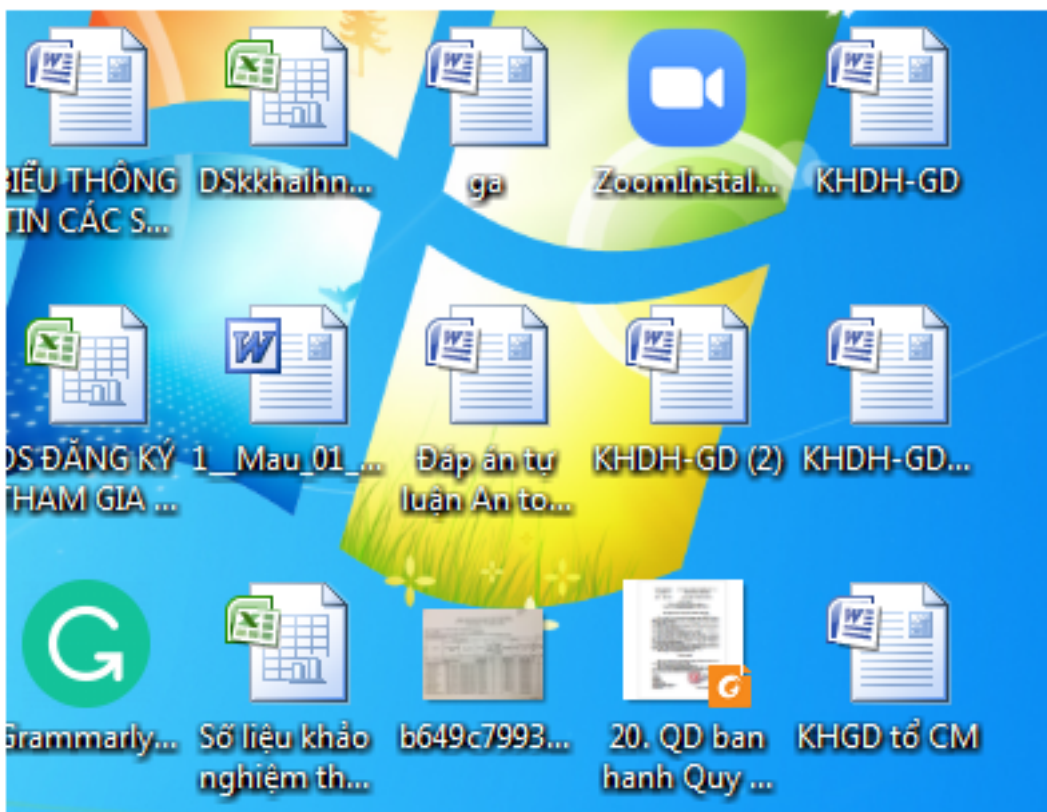 BIỂU THÔNG
TIN CÁC S...
DSkkhaihn...
ga
ZoomInstal...
KHDH-GD
DS ĐĂNG KÝ
THAM GIA ...
1__Mau_01_...
Đáp án tự
luận An to...
KHDH-GD (2)
KHDH-GD...
Grammarly...
Số liệu khảo
nghiệm th...
b649c7993...
20. QD ban
hanh Quy ...
KHGD tổ CM